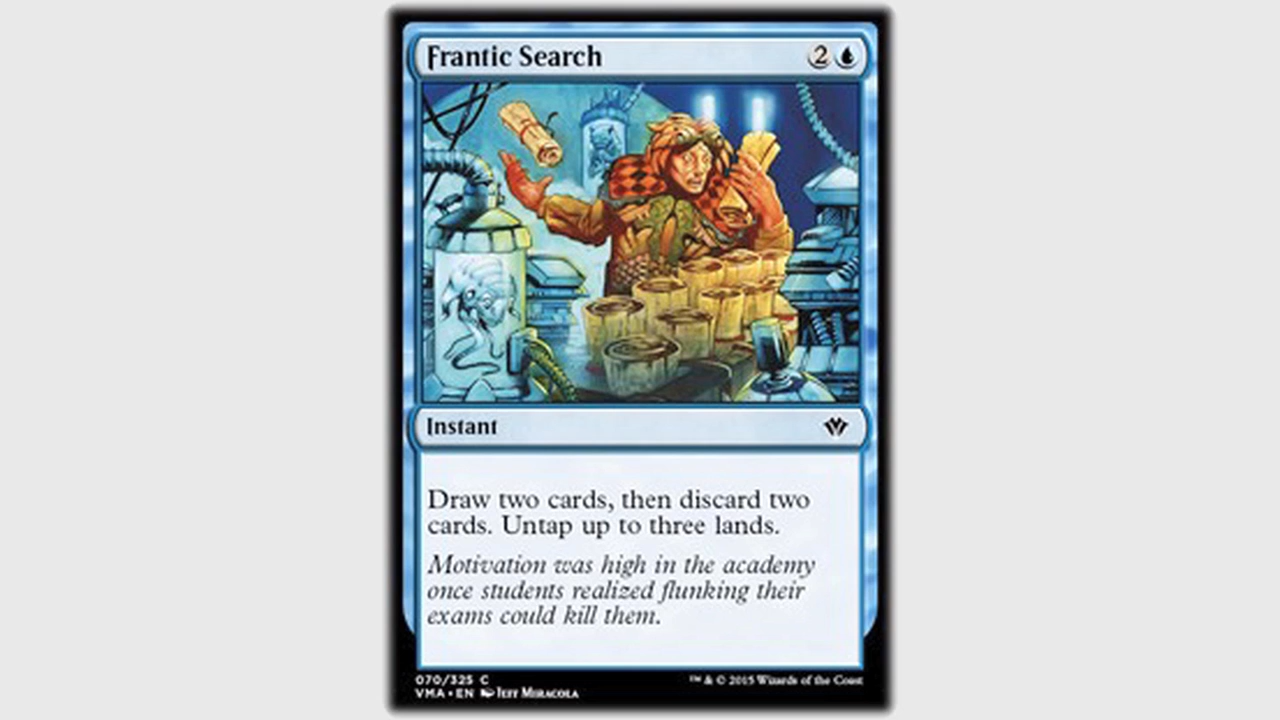 Frantic Search 2
Instant
Draw two cards, then discard two
cards. Untap up to three lands.
Motivation was high in the academy
once students realized flunking their
exams could kill them.
070/325 C
™ & © 2015 Wizards of the Coast
VMA • EN Jeff Miracola